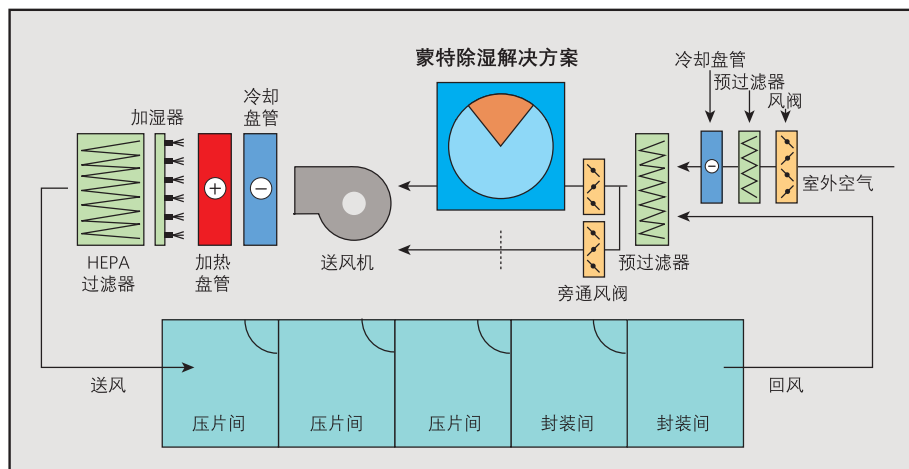 蒙特除湿解决方案
冷却盘管
预过滤器
风阀
冷却
盘管
加湿器
室外空气
HEPA
过滤器
加热
盘管
送风机
预过滤器
旁通风阀
送风
回风
压片间
压片间
压片间
封装间
封装间